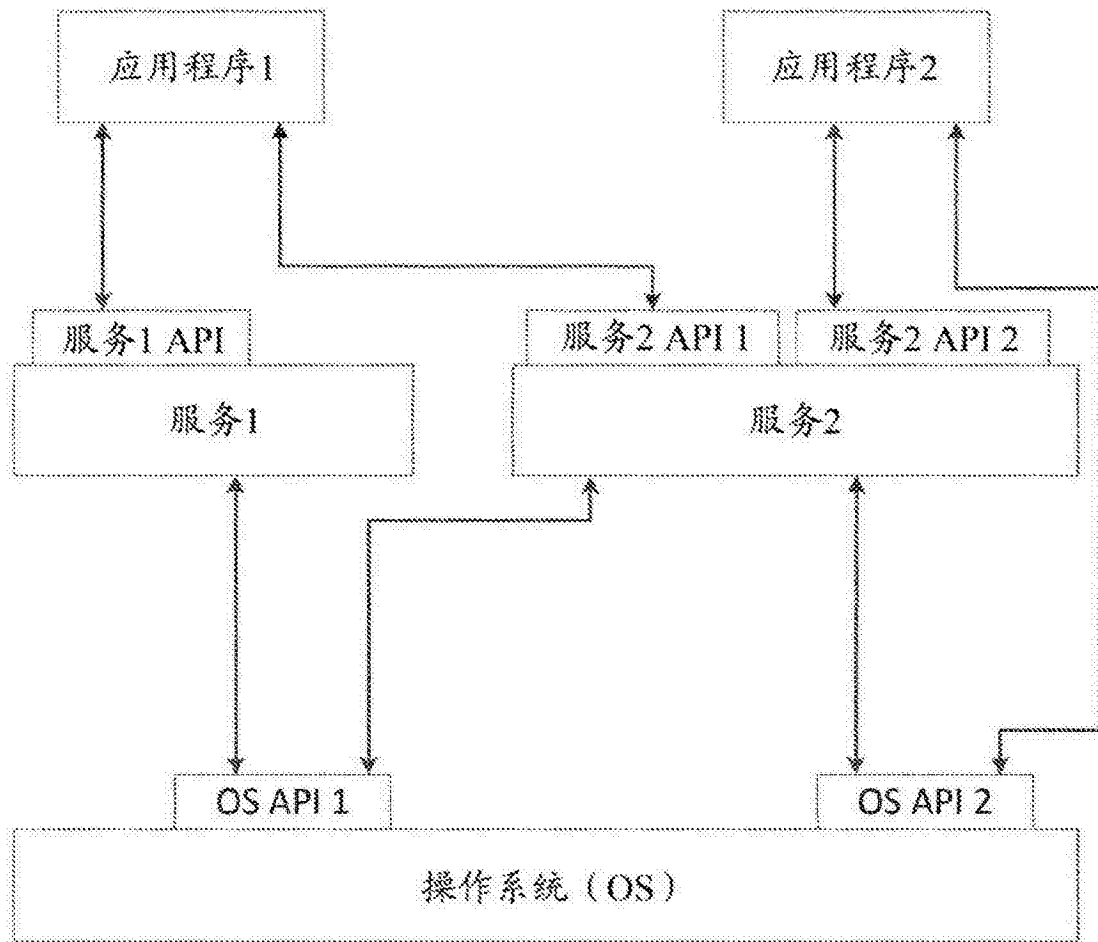 应用程序1
应用程序2
服务1 API
服务2 API 1
服务2 API 2
服务1
服务2
OS API 1
OS API 2
操作系统（OS）